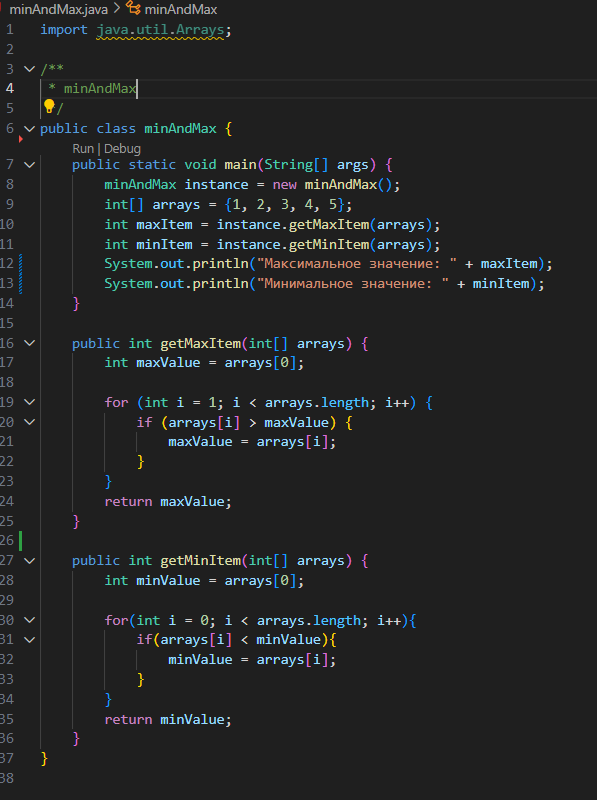 minAndMax.java > minAndMax
1 import java.util.Arrays;
2
3 /**
4 * minAndMax
5 */
6 public class minAndMax {
Run | Debug
7 public static void main(String[] args) {
8 minAndMax instance = new minAndMax();
9 int[] arrays = {1, 2, 3, 4, 5};
10 int maxItem = instance.getMaxItem(arrays);
11 int minItem = instance.getMinItem(arrays);
12 System.out.println("Максимальное значение: " + maxItem);
13 System.out.println("Минимальное значение: " + minItem);
14 }
15
16 public int getMaxItem(int[] arrays) {
17 int maxValue = arrays[0];
18
19 for (int i = 1; i < arrays.length; i++) {
20 if (arrays[i] > maxValue) {
21 maxValue = arrays[i];
22 }
23 }
24 return maxValue;
25 }
26
27 public int getMinItem(int[] arrays) {
28 int minValue = arrays[0];
29
30 for(int i = 0; i < arrays.length; i++){
31 if(arrays[i] < minValue){
32 minValue = arrays[i];
33 }
34 }
35 return minValue;
36 }
37 }
38